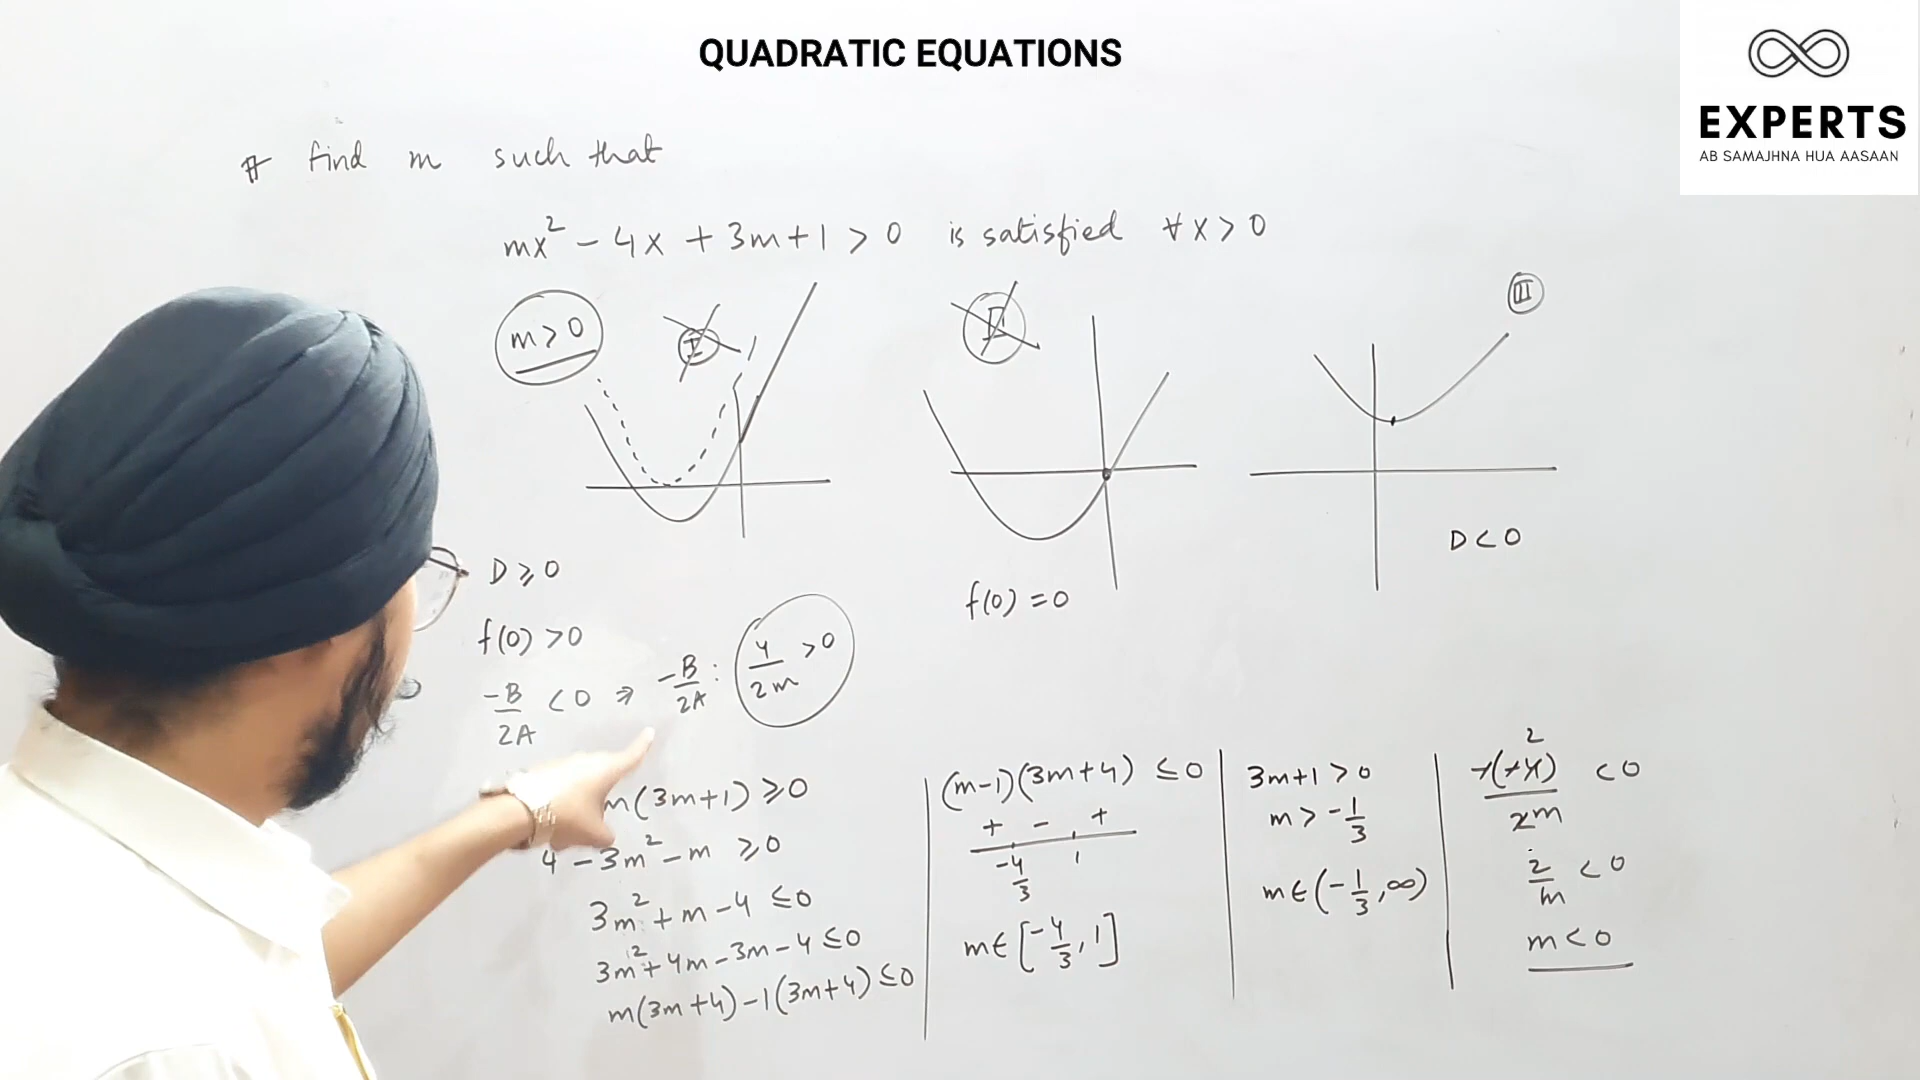 QUADRATIC EQUATIONS
EXPERTS
AB SAMAJHNA HUA AASAAN
# find m such that
mx² - 4x + 3m + 1 > 0 is satisfied ∀ x > 0
m > 0
I
II
III
D ≥ 0
f(0) > 0
-B/2A < 0 ⇒ -B/2A : 4/2m > 0
f(0) = 0
D < 0
m(3m+1) ≥ 0
4 - 3m² - m ≥ 0
3m² + m - 4 ≤ 0
3m² + 4m - 3m - 4 ≤ 0
m(3m+4) - 1(3m+4) ≤ 0
(m-1)(3m+4) ≤ 0
+ - +
-4/3 1
m ∈ [-4/3, 1]
3m + 1 > 0
m > -1/3
m ∈ (-1/3, ∞)
2
-(-4)/2m < 0
2/m < 0
m < 0